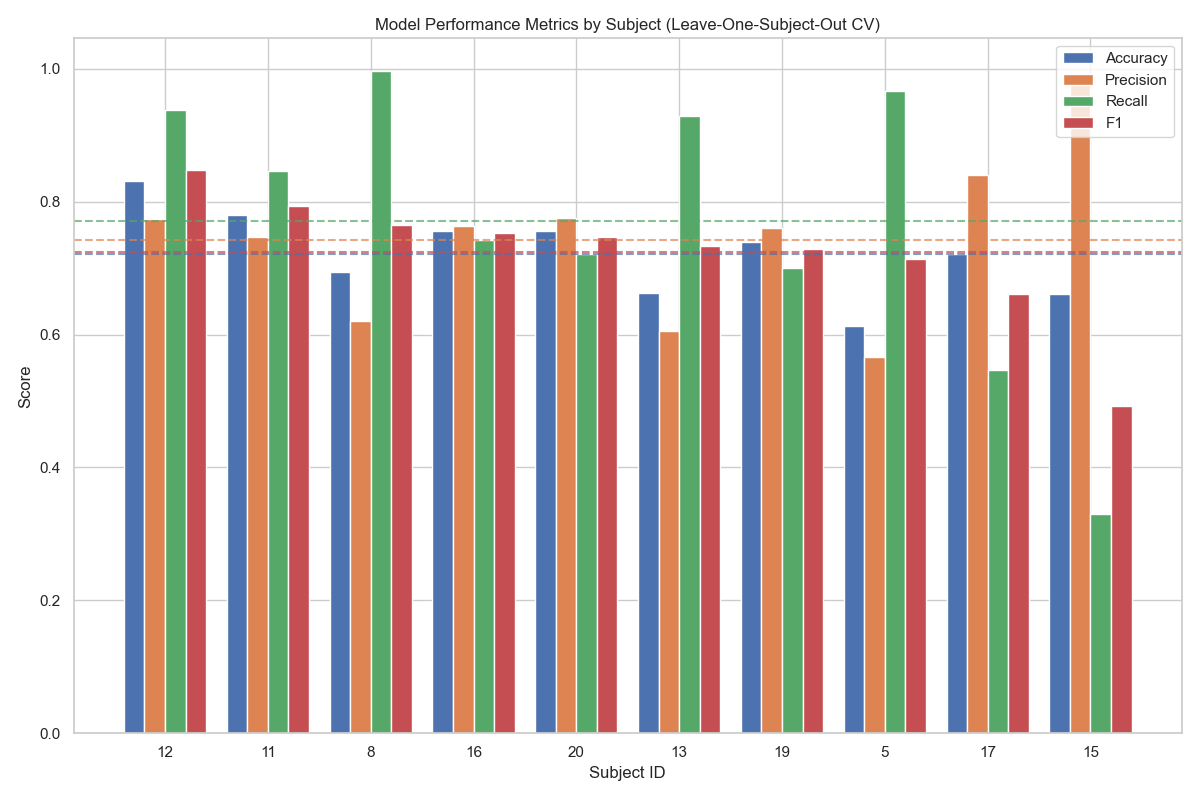 Model Performance Metrics by Subject (Leave-One-Subject-Out CV)
Accuracy
Precision
Recall
F1
1.0
0.8
0.6
0.4
0.2
0.0
Score
12 11 8 16 20 13 19 5 17 15
Subject ID